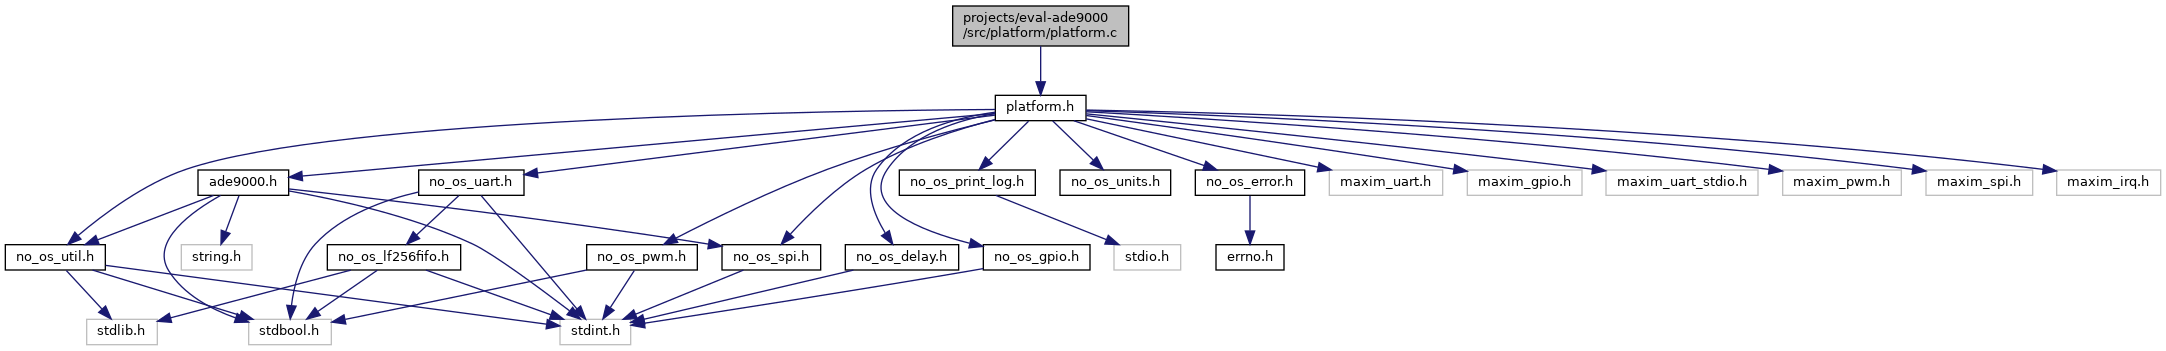 projects/eval-ade9000
/src/platform/platform.c
platform.h
ade9000.h
no_os_uart.h
no_os_print_log.h
no_os_units.h
no_os_error.h
maxim_uart.h
maxim_gpio.h
maxim_uart_stdio.h
maxim_pwm.h
maxim_spi.h
maxim_irq.h
no_os_util.h
string.h
no_os_lf256fifo.h
no_os_pwm.h
no_os_spi.h
no_os_delay.h
no_os_gpio.h
stdio.h
errno.h
stdlib.h
stdbool.h
stdint.h